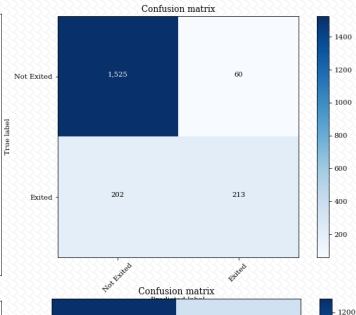 Confusion matrix
Not Exited
1,525
60
True label
Exited
202
213
Not Exited
Exited
1400
1200
1000
800
600
400
200
Predicted label
Confusion matrix
1200